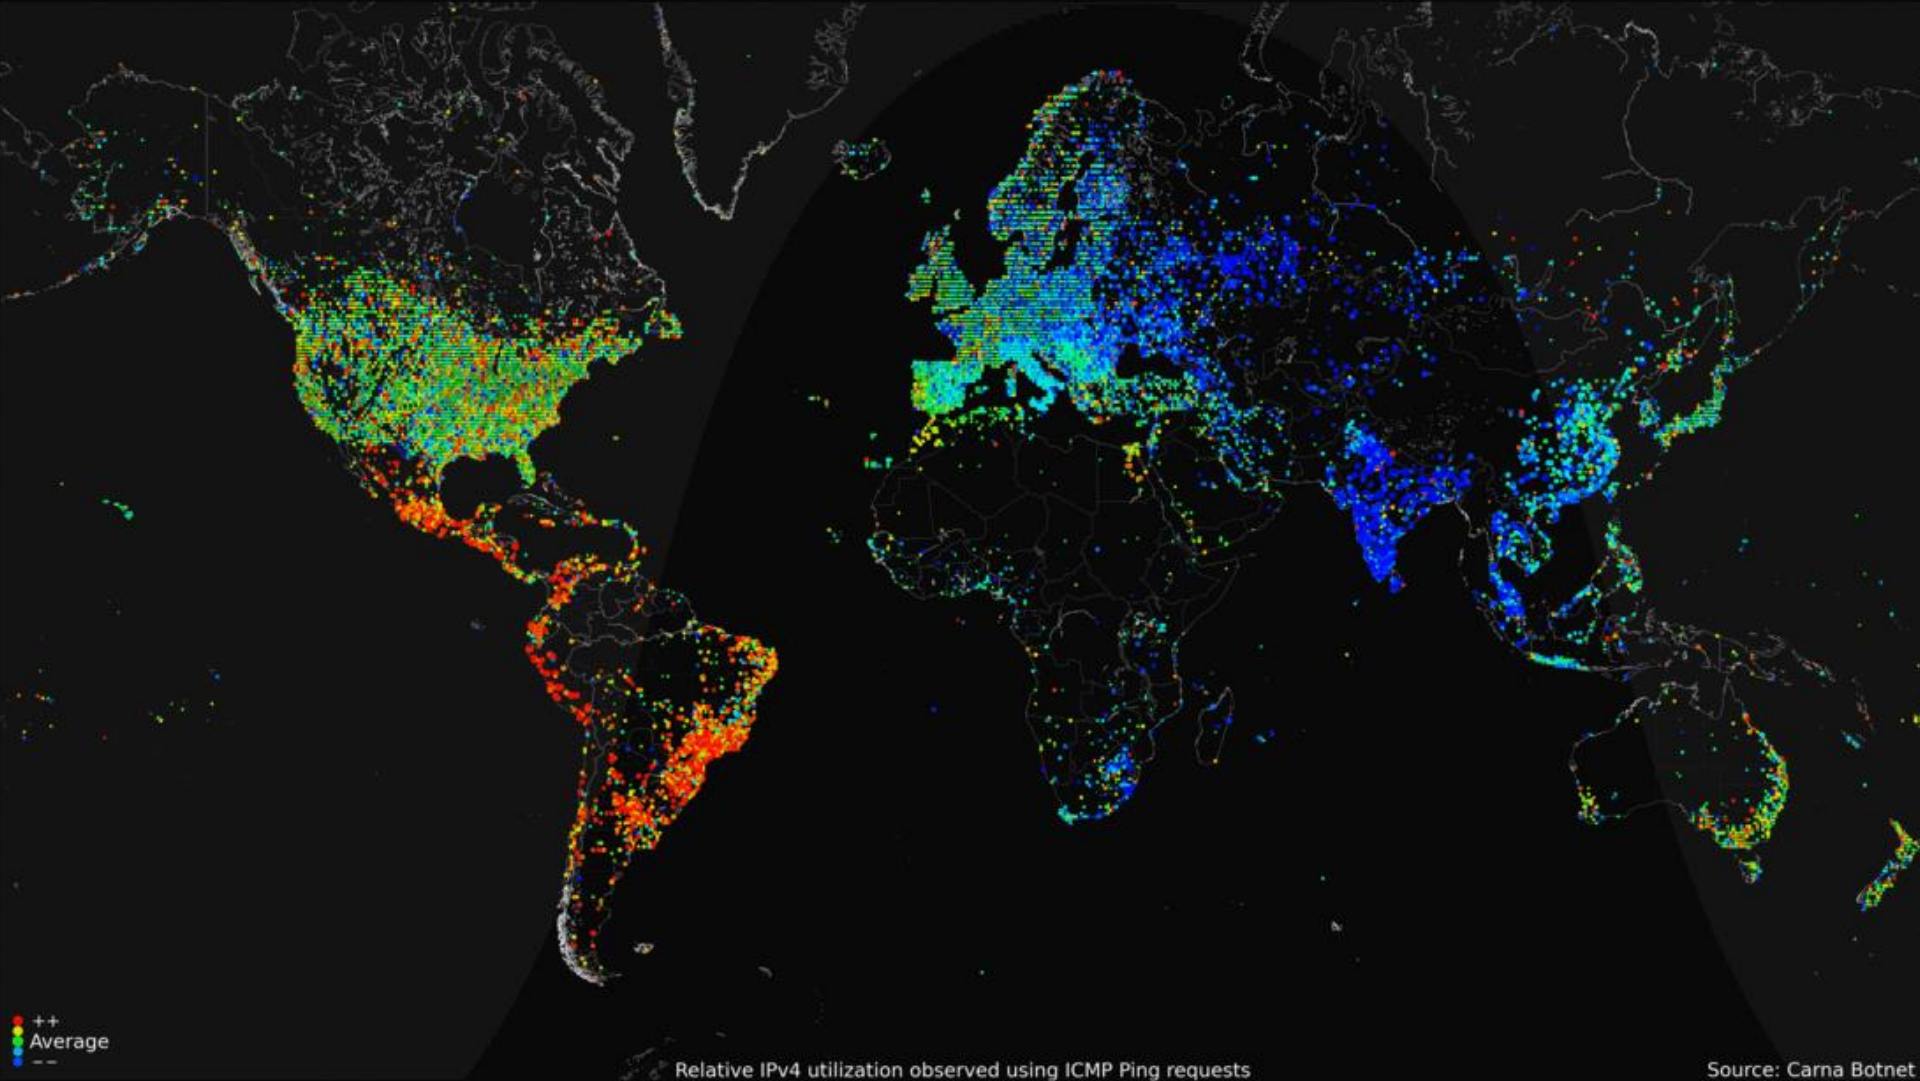 ++
Average
--
Relative IPv4 utilization observed using ICMP Ping requests
Source: Carna Botnet